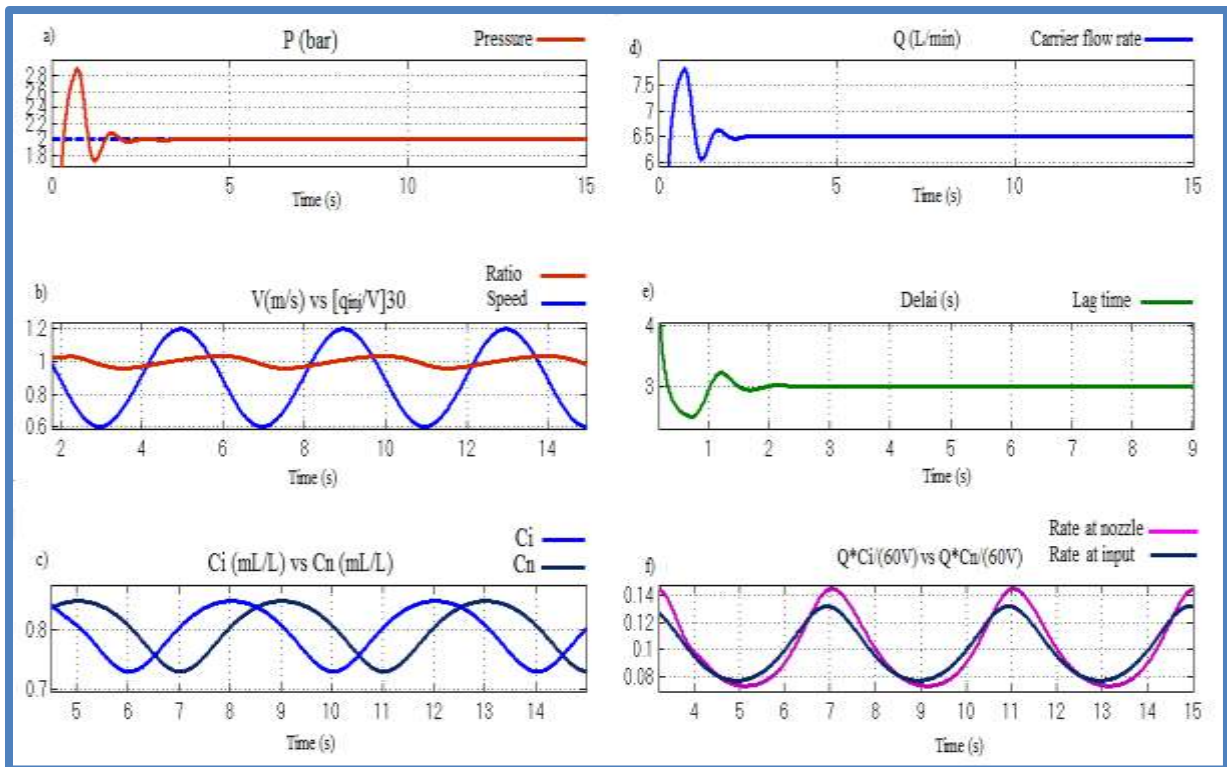 a)
P (bar)
Pressure
2.8
2.6
2.4
2.2
2.0
1.8
0
5
10
15
Time (s)
d)
Q (L/min)
Carrier flow rate
7.5
7
6.5
6
0
5
10
15
Time (s)
Ratio
b)
V(m/s) vs [qinj/V]30
Speed
1.2
1
0.8
0.6
2
4
6
8
10
12
14
Time (s)
e)
Delai (s)
Lag time
4
3
1
2
3
4
5
6
7
8
9
Time (s)
Ci
c)
Ci (mL/L) vs Cn (mL/L)
Cn
0.8
0.7
5
6
7
8
9
10
11
12
13
14
Time (s)
Rate at nozzle
f)
Q*Ci/(60V) vs Q*Cn/(60V)
Rate at input
0.14
0.12
0.1
0.08
4
5
6
7
8
9
10
11
12
13
14
15
Time (s)